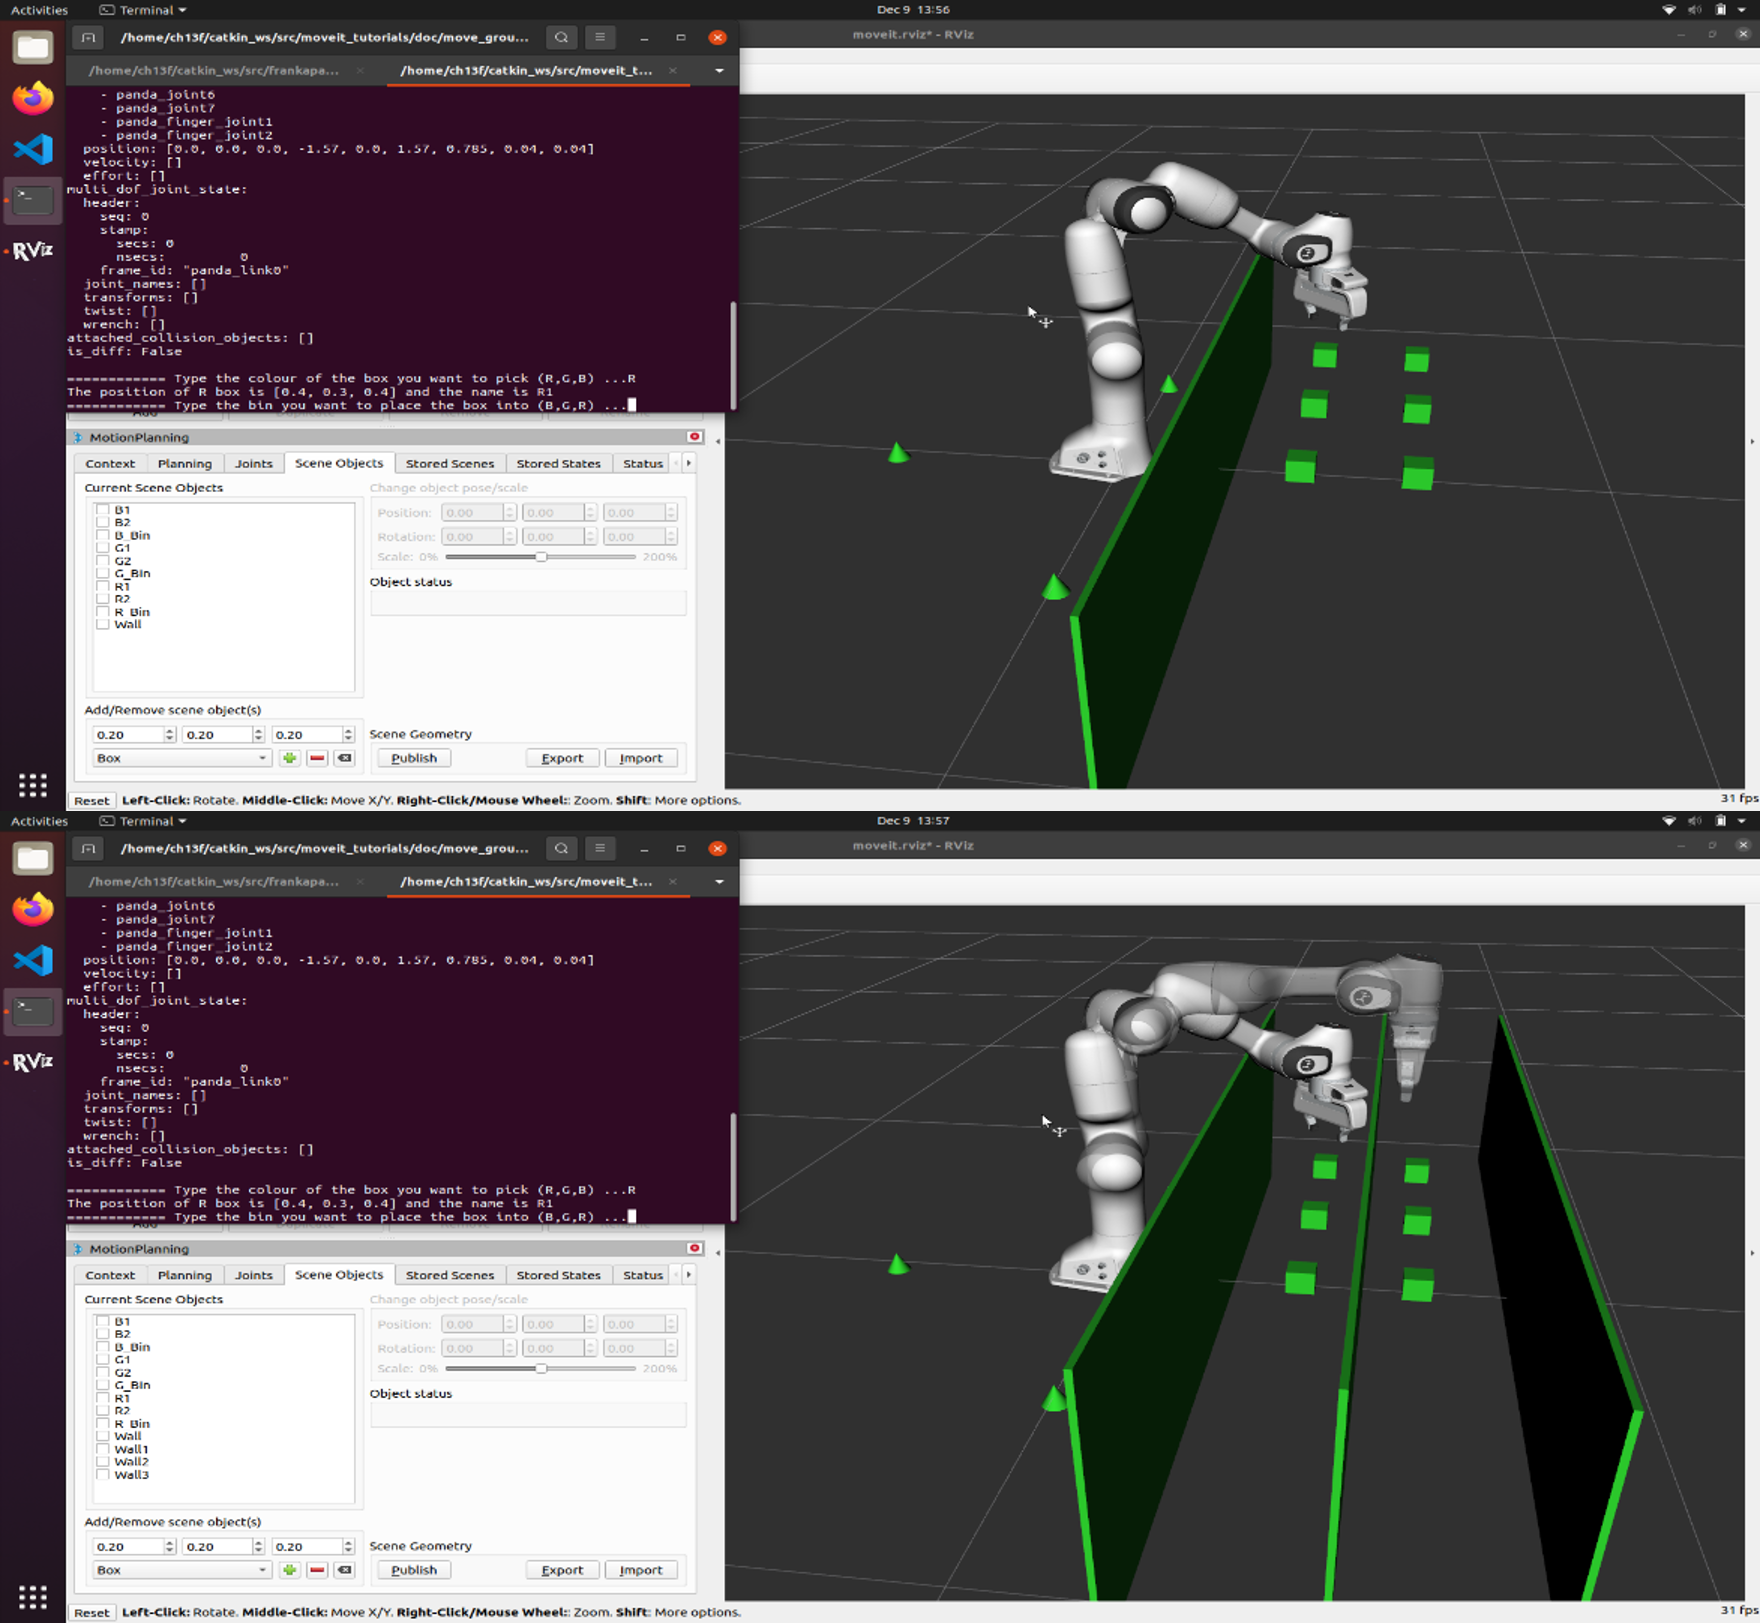 Activities
Terminal
Dec 9 13:56
/home/ch13f/catkin_ws/src/moveit_tutorials/doc/move_grou...
moveit.rviz* - RViz
/home/ch13f/catkin_ws/src/frankapa...
/home/ch13f/catkin_ws/src/moveit_t...
- panda_joint6
- panda_joint7
- panda_finger_joint1
- panda_finger_joint2
position: [0.0, 0.0, 0.0, -1.57, 0.0, 1.57, 0.785, 0.04, 0.04]
velocity: []
effort: []
multi_dof_joint_state:
header:
seq: 0
stamp:
secs: 0
nsecs: 0
frame_id: "panda_link0"
joint_names: []
transforms: []
twist: []
wrench: []
attached_collision_objects: []
is_diff: False
============ Type the colour of the box you want to pick (R,G,B) ...R
The position of R box is [0.4, 0.3, 0.4] and the name is R1
============ Type the bin you want to place the box into (B,G,R) ...
RViz
MotionPlanning
Context Planning Joints Scene Objects Stored Scenes Stored States Status
Current Scene Objects
Change object pose/scale
B1
B2
B_Bin
G1
G2
G_Bin
R1
R2
R_Bin
Wall
Position: 0.00 0.00 0.00
Rotation: 0.00 0.00 0.00
Scale: 0% 200%
Object status
Add/Remove scene object(s)
0.20 0.20 0.20
Scene Geometry
Box
Publish Export Import
Reset Left-Click: Rotate. Middle-Click: Move X/Y. Right-Click/Mouse Wheel:: Zoom. Shift: More options.
31 fps
Activities
Terminal
Dec 9 13:57
/home/ch13f/catkin_ws/src/moveit_tutorials/doc/move_grou...
moveit.rviz* - RViz
/home/ch13f/catkin_ws/src/frankapa...
/home/ch13f/catkin_ws/src/moveit_t...
- panda_joint6
- panda_joint7
- panda_finger_joint1
- panda_finger_joint2
position: [0.0, 0.0, 0.0, -1.57, 0.0, 1.57, 0.785, 0.04, 0.04]
velocity: []
effort: []
multi_dof_joint_state:
header:
seq: 0
stamp:
secs: 0
nsecs: 0
frame_id: "panda_link0"
joint_names: []
transforms: []
twist: []
wrench: []
attached_collision_objects: []
is_diff: False
============ Type the colour of the box you want to pick (R,G,B) ...R
The position of R box is [0.4, 0.3, 0.4] and the name is R1
============ Type the bin you want to place the box into (B,G,R) ...
RViz
MotionPlanning
Context Planning Joints Scene Objects Stored Scenes Stored States Status
Current Scene Objects
Change object pose/scale
B1
B2
B_Bin
G1
G2
G_Bin
R1
R2
R_Bin
Wall
Wall1
Wall2
Wall3
Position: 0.00 0.00 0.00
Rotation: 0.00 0.00 0.00
Scale: 0% 200%
Object status
Add/Remove scene object(s)
0.20 0.20 0.20
Scene Geometry
Box
Publish Export Import
Reset Left-Click: Rotate. Middle-Click: Move X/Y. Right-Click/Mouse Wheel:: Zoom. Shift: More options.
31 fps